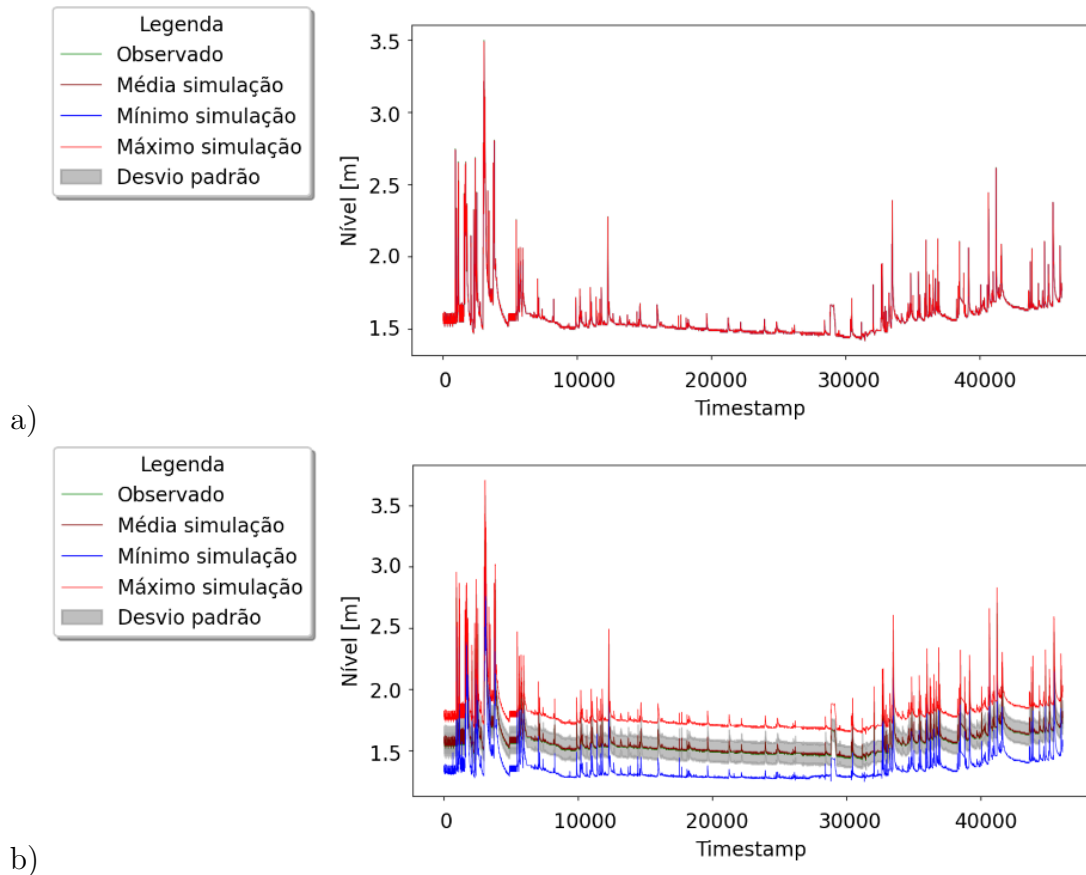 Legenda
Observado
Média simulação
Mínimo simulação
Máximo simulação
Desvio padrão
Nível [m]
3.5
3.0
2.5
2.0
1.5
0 10000 20000 30000 40000
Timestamp
a)
Legenda
Observado
Média simulação
Mínimo simulação
Máximo simulação
Desvio padrão
Nível [m]
3.5
3.0
2.5
2.0
1.5
0 10000 20000 30000 40000
Timestamp
b)